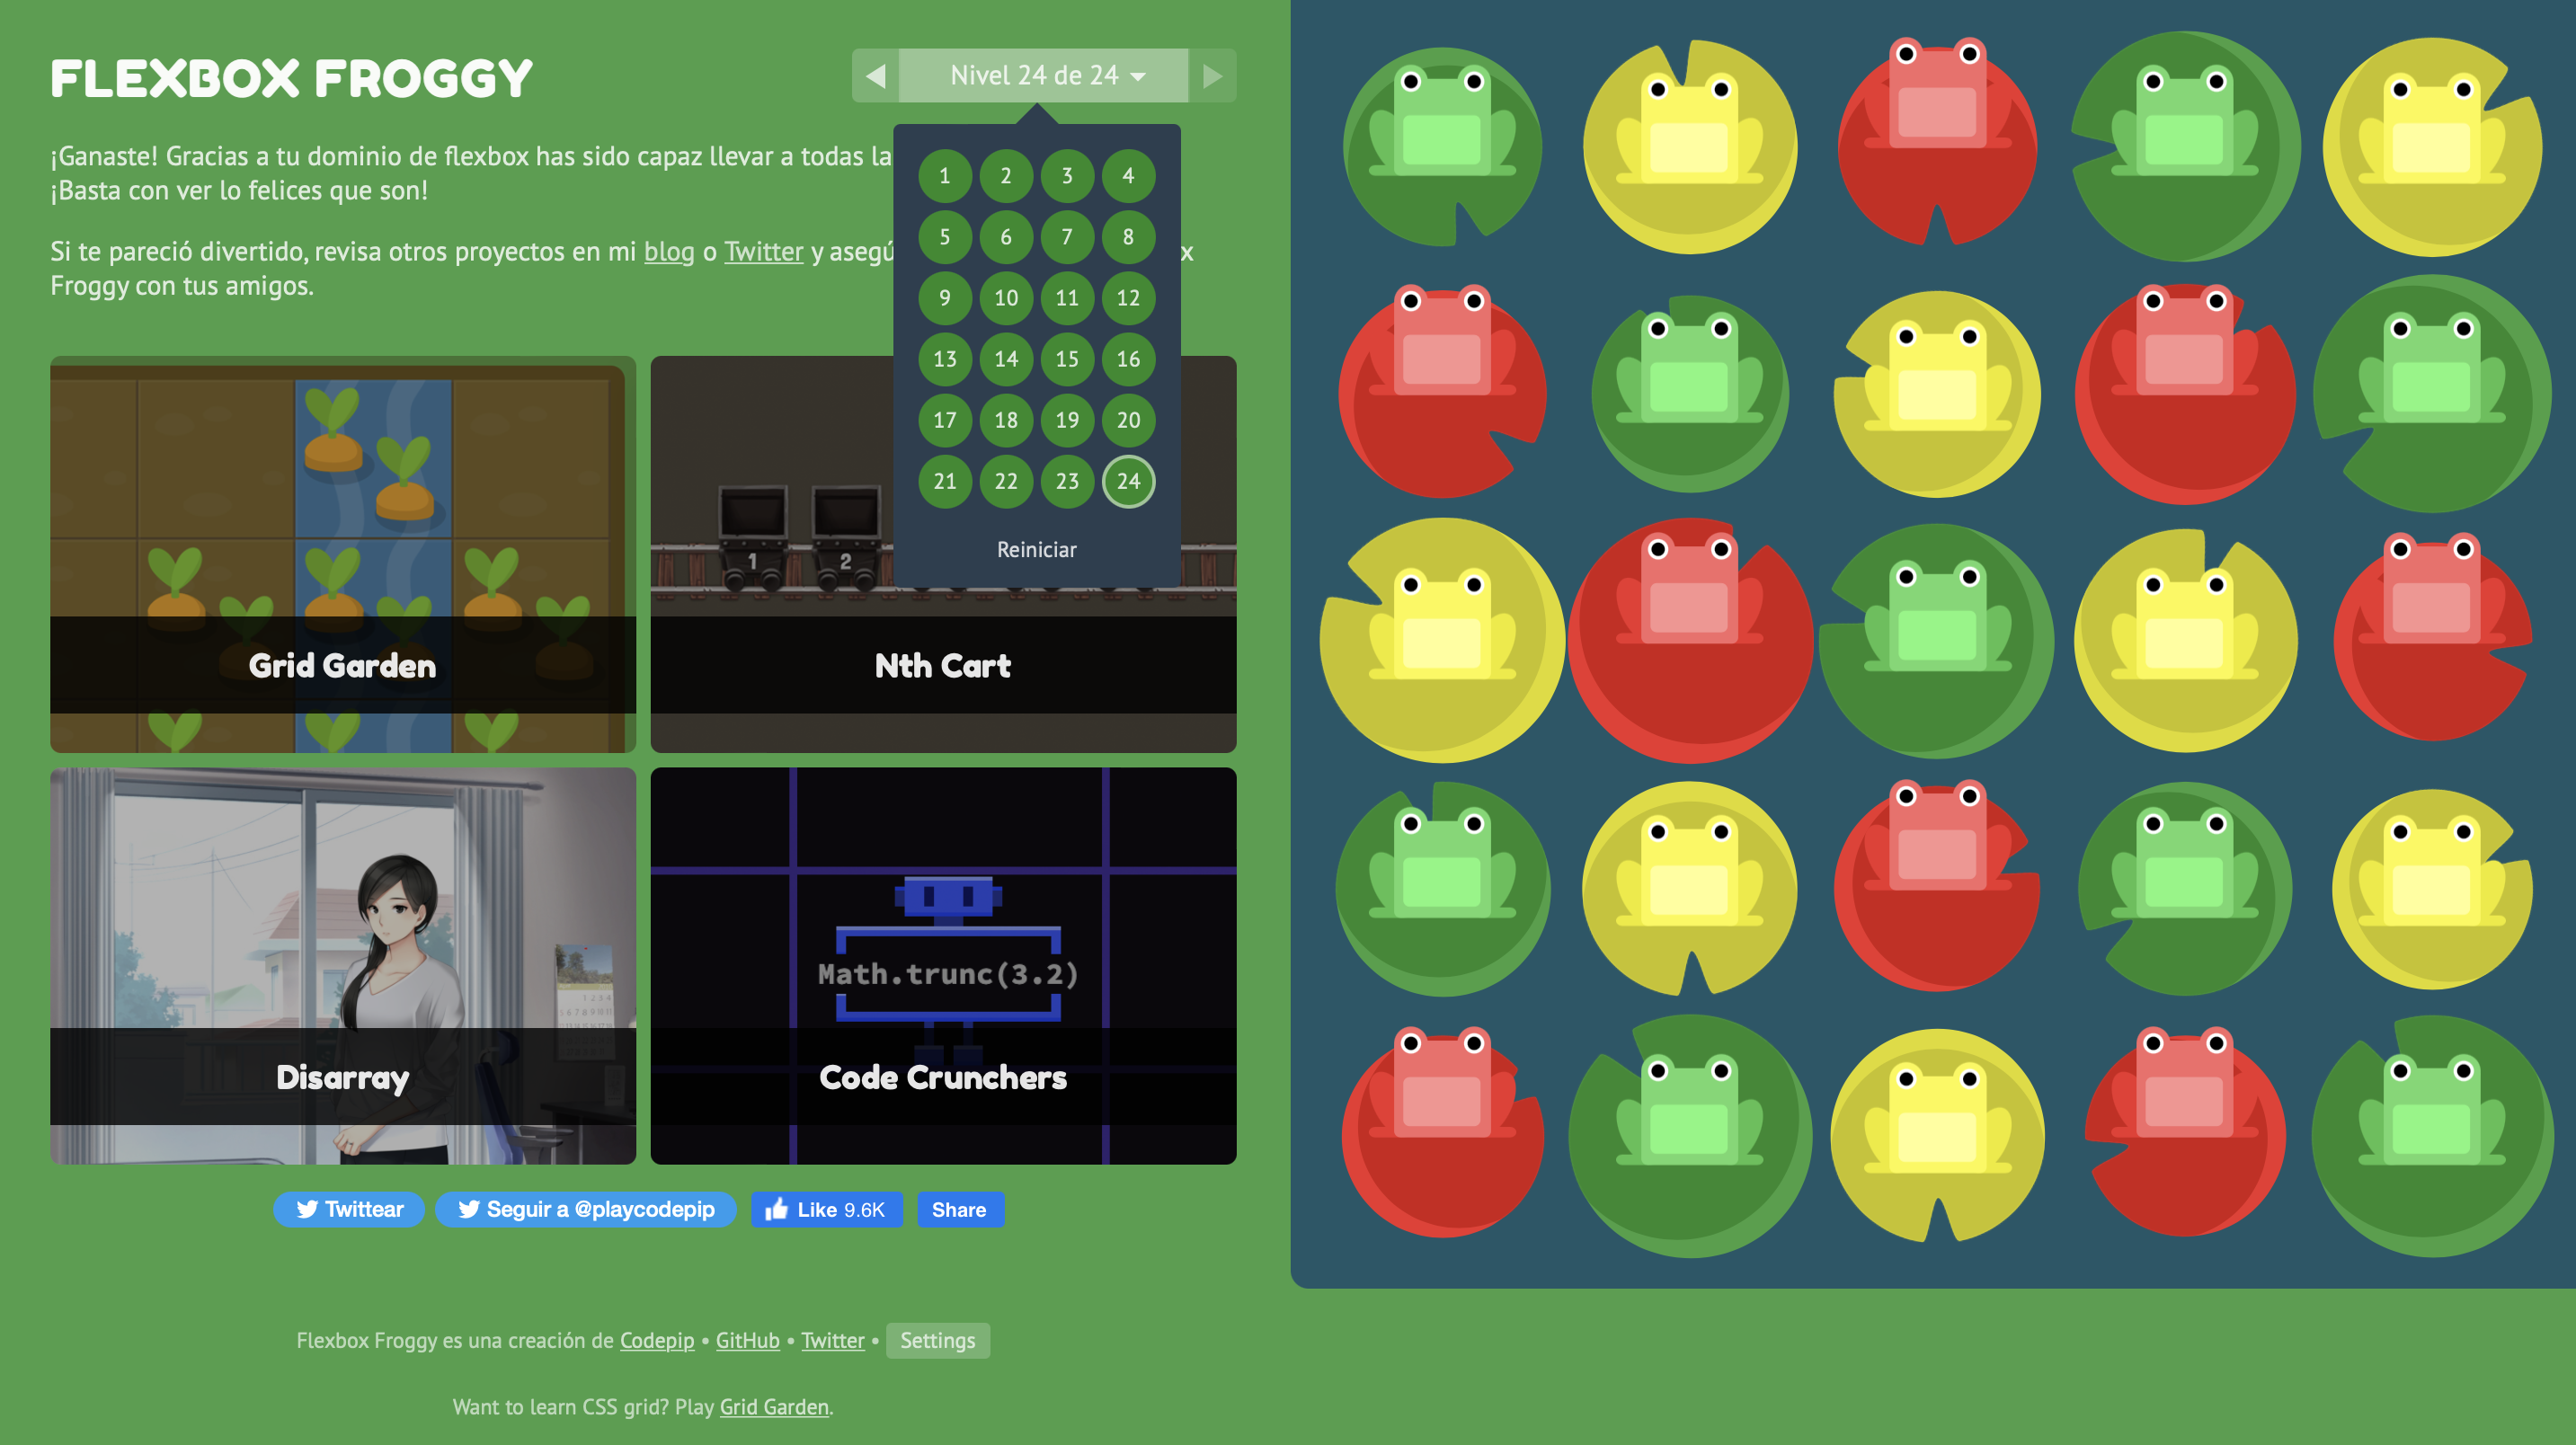 FLEXBOX FROGGY
Nivel 24 de 24
¡Ganaste! Gracias a tu dominio de flexbox has sido capaz llevar a todas la
¡Basta con ver lo felices que son!
Si te pareció divertido, revisa otros proyectos en mi blog o Twitter y asegú x
Froggy con tus amigos.
1 2 3 4
5 6 7 8
9 10 11 12
13 14 15 16
17 18 19 20
21 22 23 24
Reiniciar
1 2
Grid Garden
Nth Cart
Math.trunc(3.2)
Disarray
Code Crunchers
Twittear
Seguir a @playcodepip
Like 9.6K
Share
Flexbox Froggy es una creación de Codepip • GitHub • Twitter • Settings
Want to learn CSS grid? Play Grid Garden.